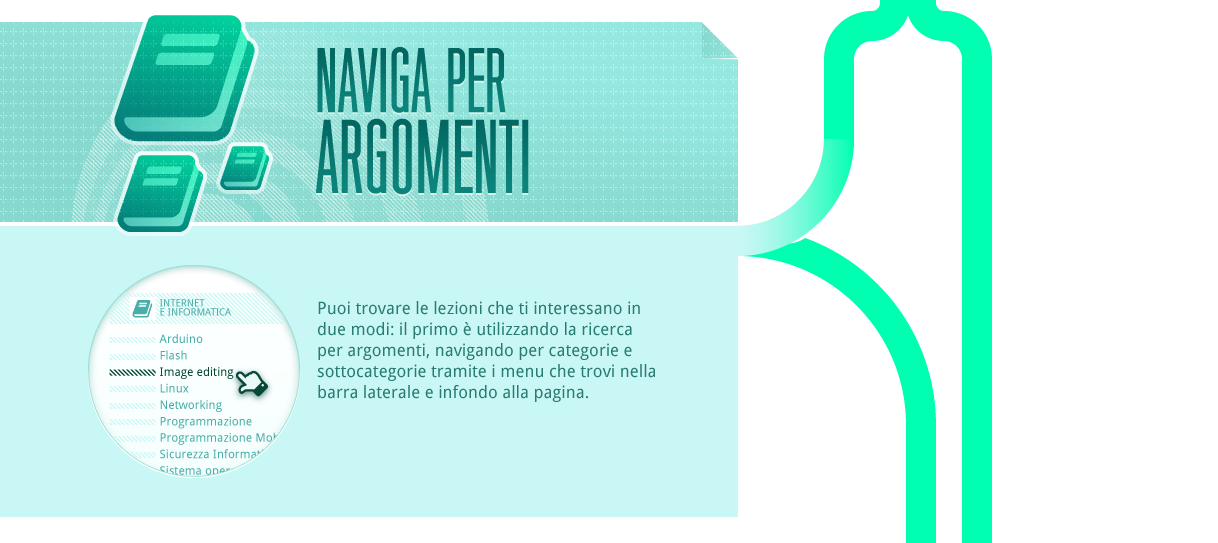 NAVIGA PER
ARGOMENTI
INTERNET
E INFORMATICA
Arduino
Flash
Image editing
Linux
Networking
Programmazione
Programmazione
Sicurezza
Sistema
Puoi trovare le lezioni che ti interessano in
due modi: il primo è utilizzando la ricerca
per argomenti, navigando per categorie e
sottocategorie tramite i menu che trovi nella
barra laterale e infondo alla pagina.